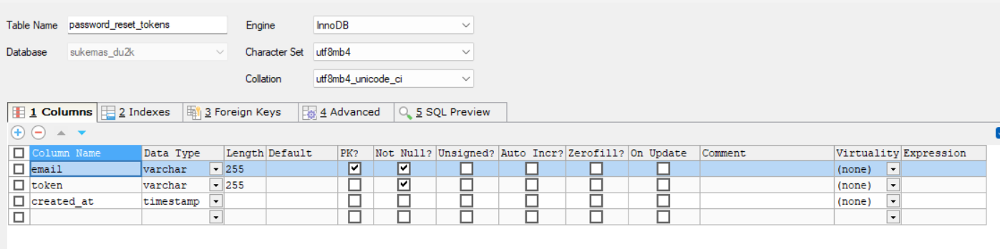 Table Name password_reset_tokens Engine InnoDB
Database sukemas_du2k Character Set utf8mb4
Collation utf8mb4_unicode_ci
1 Columns 2 Indexes 3 Foreign Keys 4 Advanced 5 SQL Preview
Column Name Data Type Length Default PK? Not Null? Unsigned? Auto Incr? Zerofill? On Update Comment Virtuality Expression
email varchar 255 (none)
token varchar 255 (none)
created_at timestamp (none)